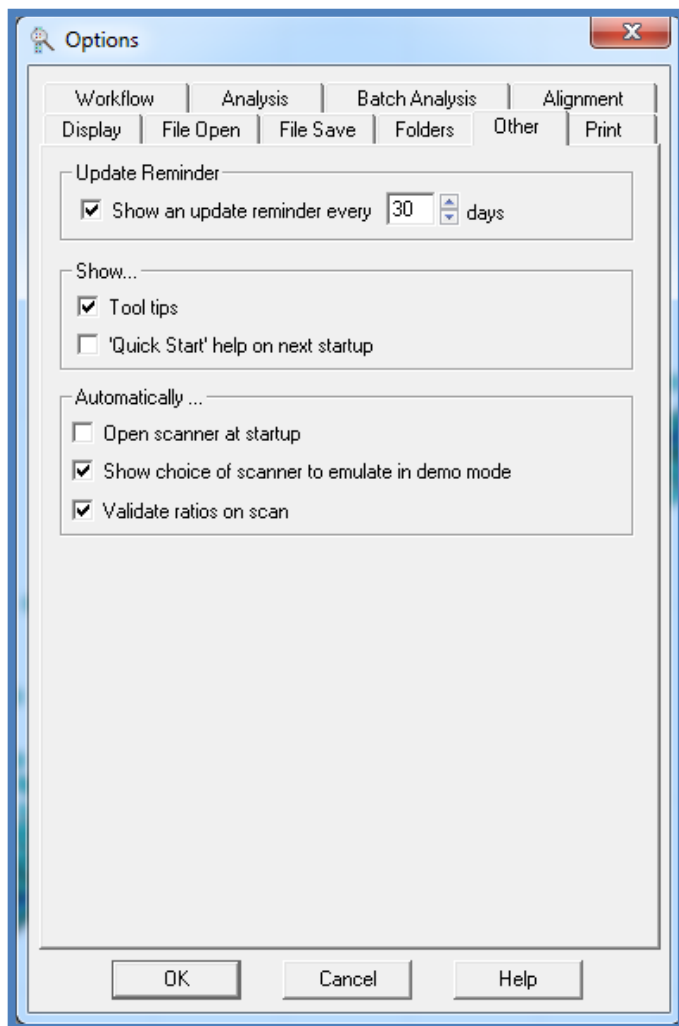 Options
Workflow Analysis Batch Analysis Alignment
Display File Open File Save Folders Other Print
Update Reminder
Show an update reminder every 30 days
Show...
Tool tips
'Quick Start' help on next startup
Automatically ...
Open scanner at startup
Show choice of scanner to emulate in demo mode
Validate ratios on scan
OK Cancel Help